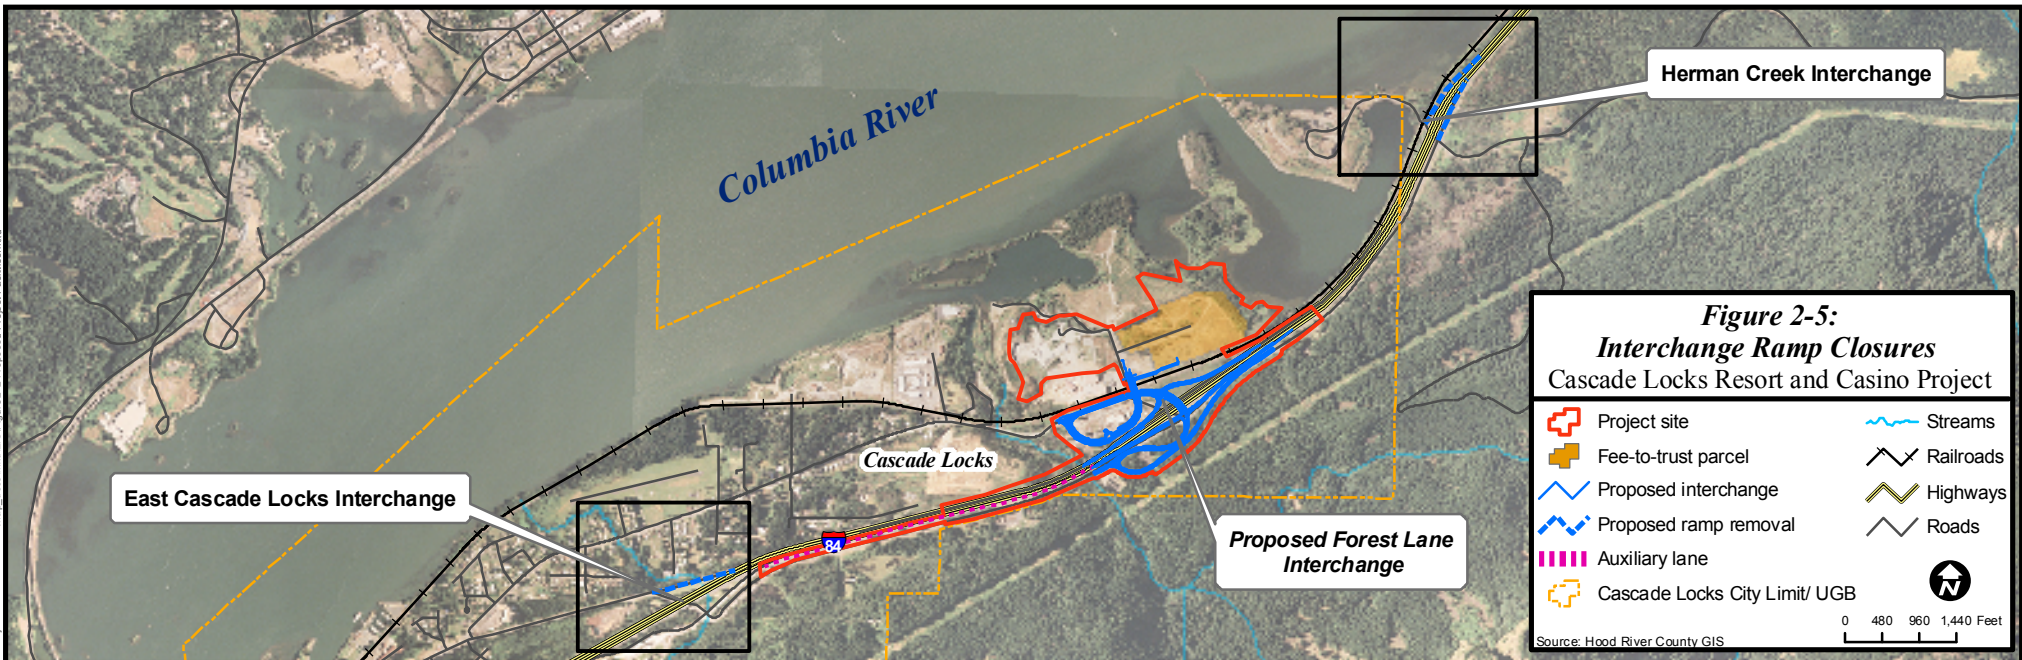 Columbia River
Herman Creek Interchange
East Cascade Locks Interchange
Cascade Locks
84
Proposed Forest Lane
Interchange
Figure 2-5:
Interchange Ramp Closures
Cascade Locks Resort and Casino Project
Project site
Fee-to-trust parcel
Proposed interchange
Proposed ramp removal
Auxiliary lane
Cascade Locks City Limit/ UGB
Streams
Railroads
Highways
Roads
N
0 480 960 1,440 Feet
Source: Hood River County GIS